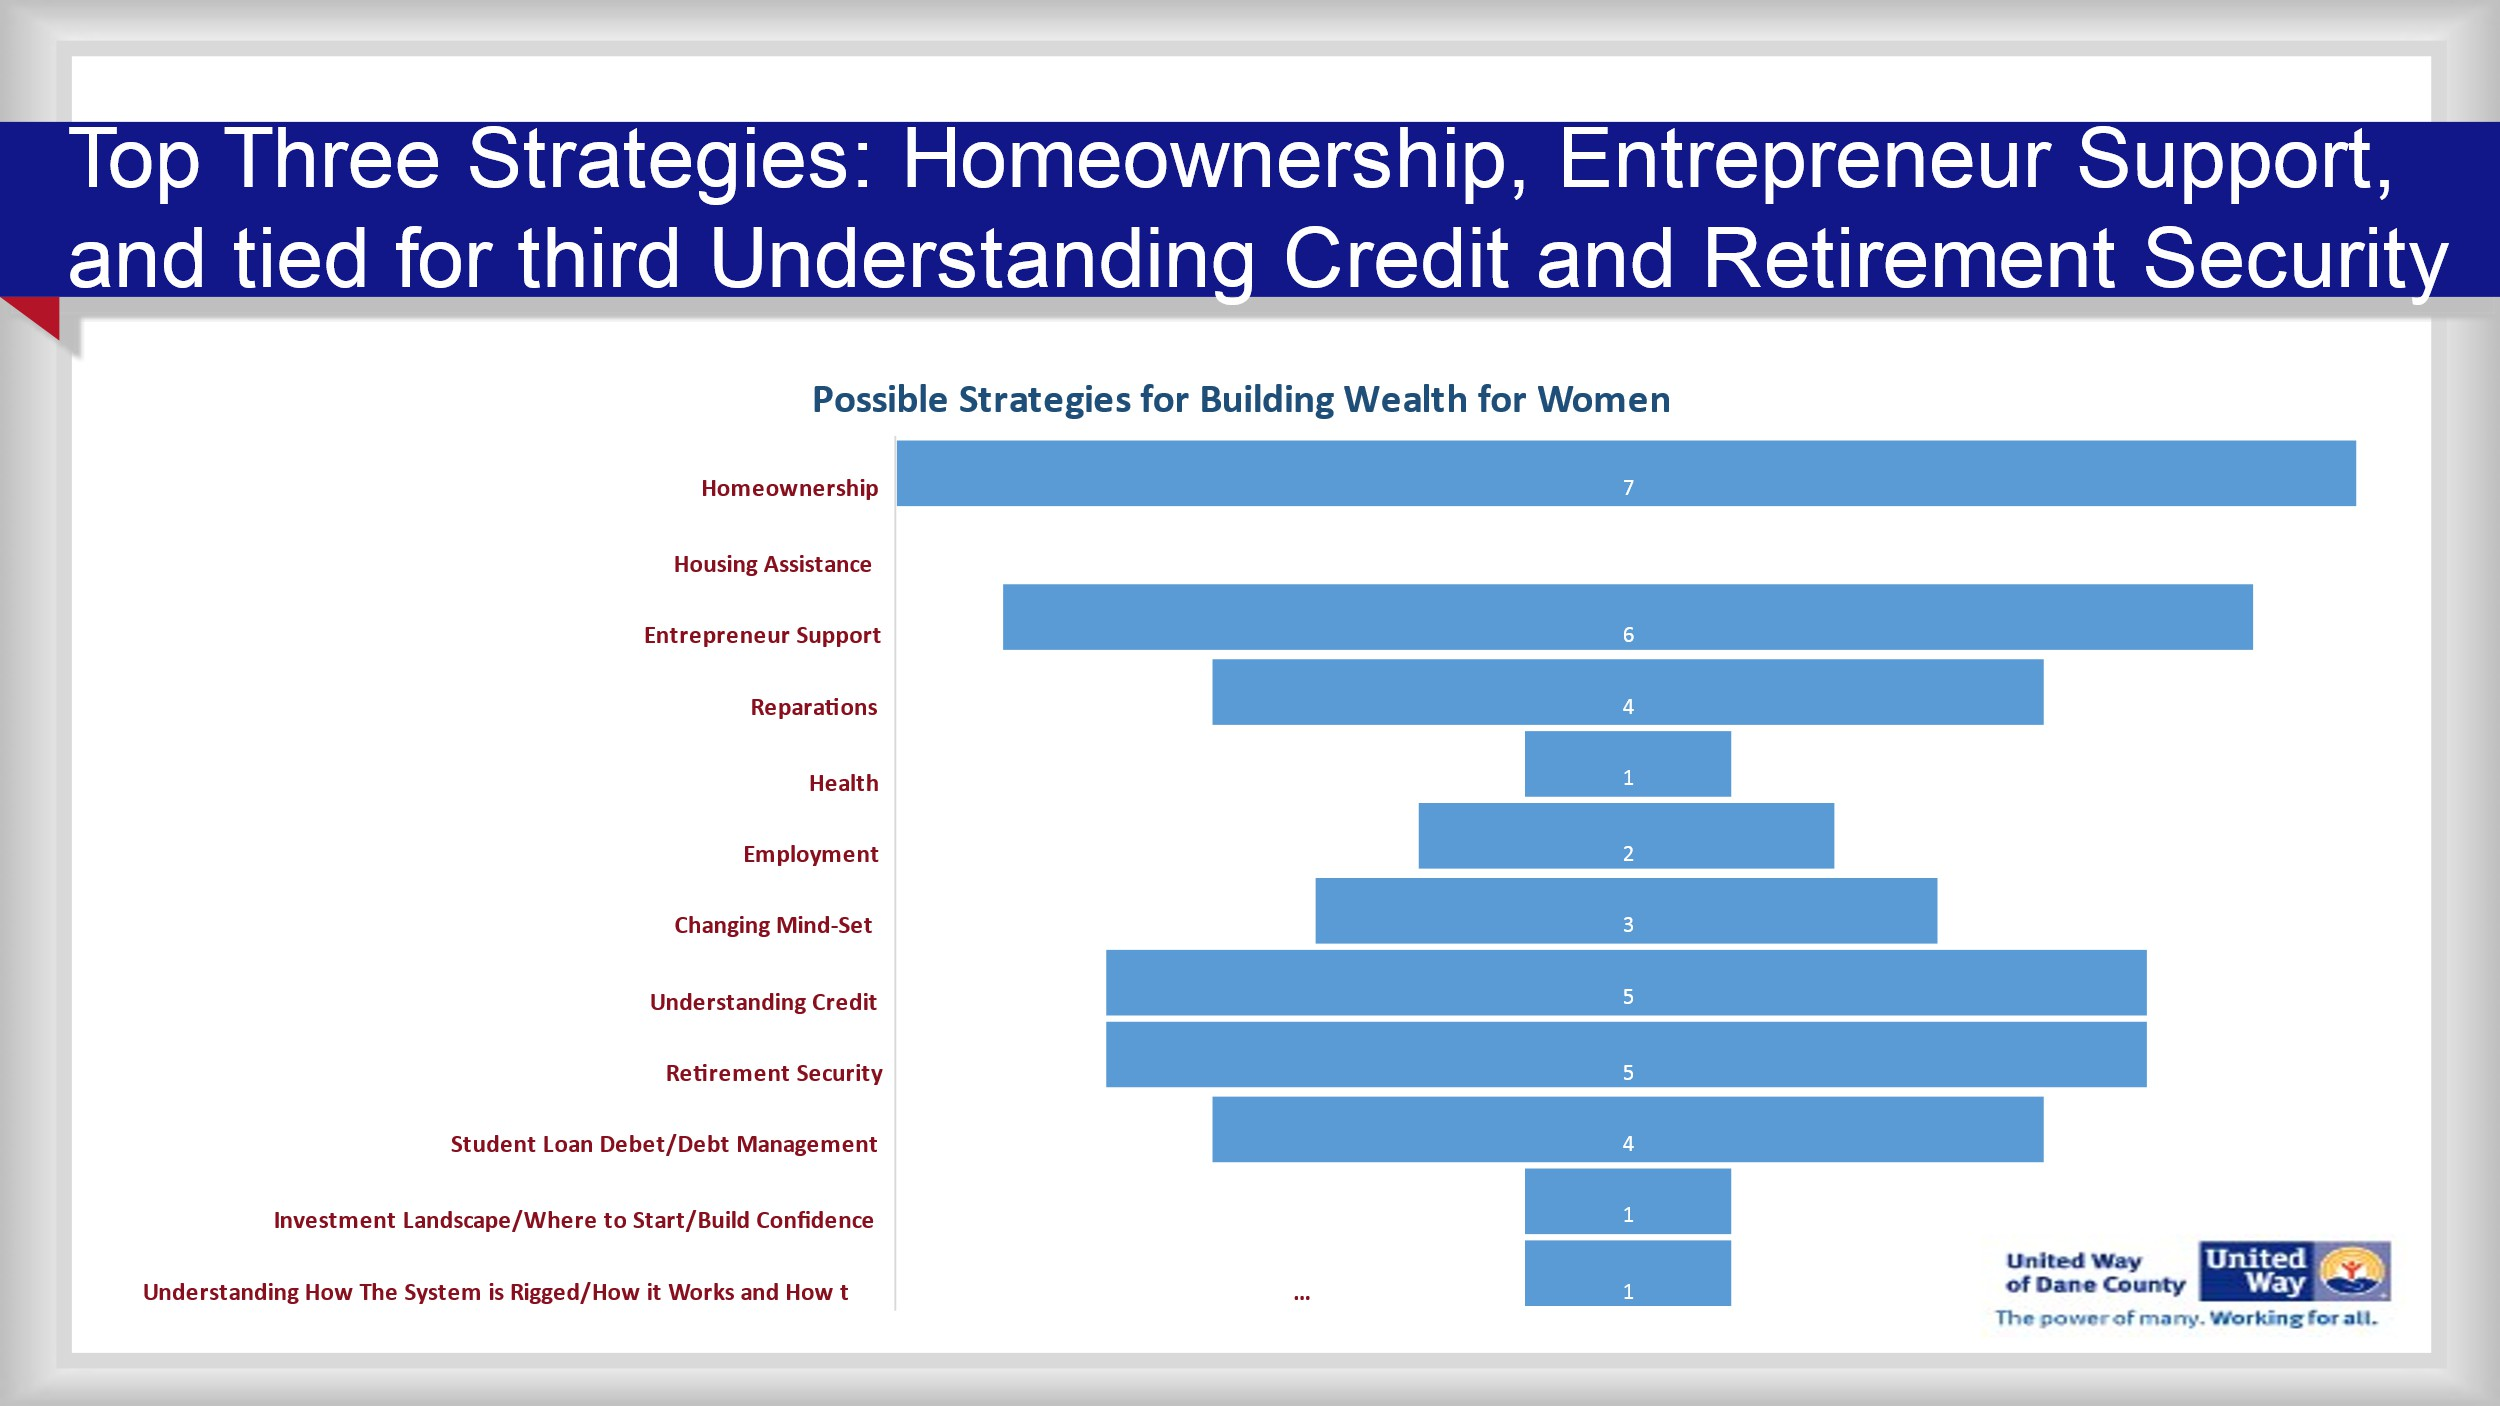 Top Three Strategies: Homeownership, Entrepreneur Support,
and tied for third Understanding Credit and Retirement Security
Possible Strategies for Building Wealth for Women
Homeownership 7
Housing Assistance
Entrepreneur Support 6
Reparations 4
Health 1
Employment 2
Changing Mind-Set 3
Understanding Credit 5
Retirement Security 5
Student Loan Debet/Debt Management 4
Investment Landscape/Where to Start/Build Confidence 1
Understanding How The System is Rigged/How it Works and How t ... 1
United Way
of Dane County
United
Way
The power of many. Working for all.